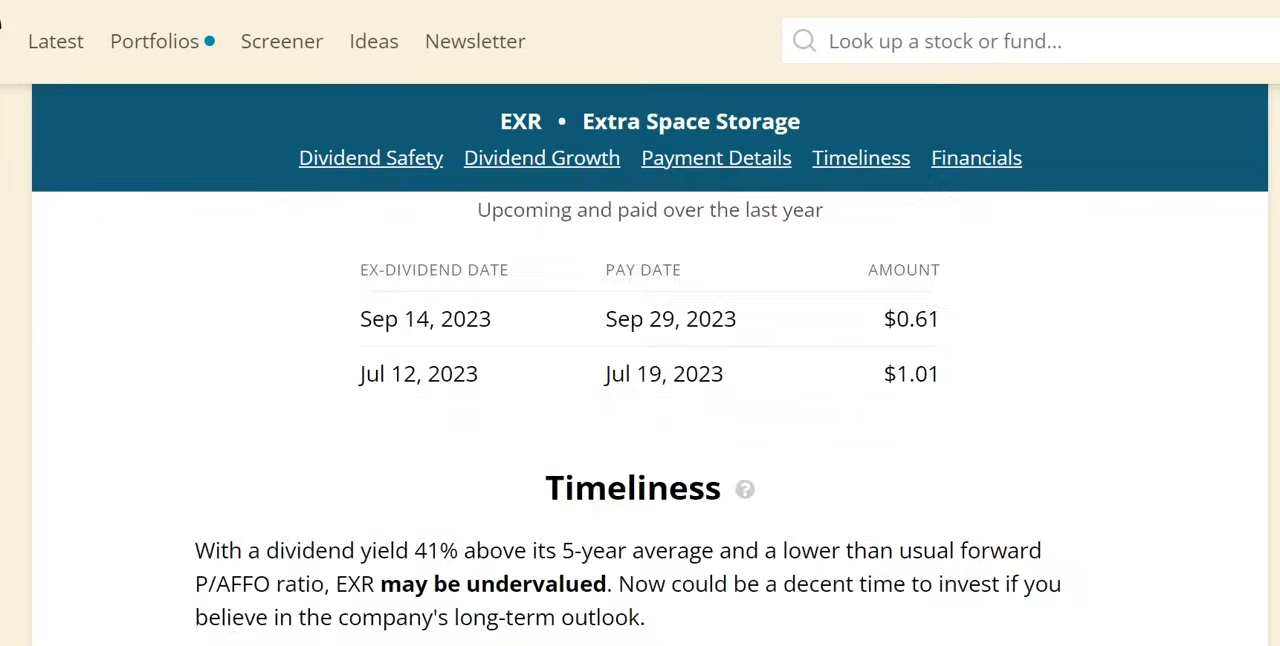 Latest Portfolios Screener Ideas Newsletter Look up a stock or fund...
EXR • Extra Space Storage
Dividend Safety Dividend Growth Payment Details Timeliness Financials
Upcoming and paid over the last year
EX-DIVIDEND DATE PAY DATE AMOUNT
Sep 14, 2023 Sep 29, 2023 $0.61
Jul 12, 2023 Jul 19, 2023 $1.01
Timeliness ?
With a dividend yield 41% above its 5-year average and a lower than usual forward
P/AFFO ratio, EXR may be undervalued. Now could be a decent time to invest if you
believe in the company's long-term outlook.